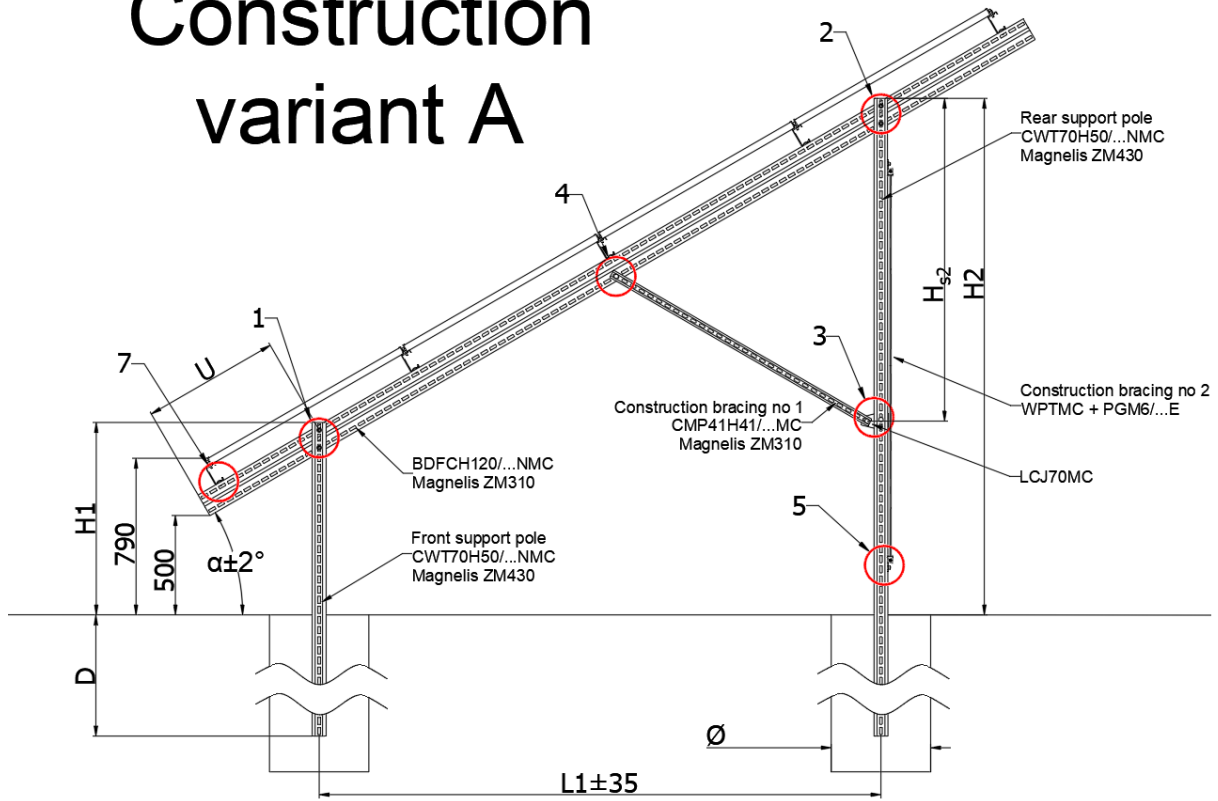 Construction
variant A
2
Rear support pole
CWT70H50/...NMC
Magnelis ZM430
4
Hs2
H2
1
U
7
3
Construction bracing no 1
CMP41H41/...MC
Magnelis ZM310
Construction bracing no 2
WPTMC + PGM6/...E
BDFCH120/...NMC
Magnelis ZM310
LCJ70MC
5
H1
790
500
α±2°
Front support pole
CWT70H50/...NMC
Magnelis ZM430
D
Ø
L1±35